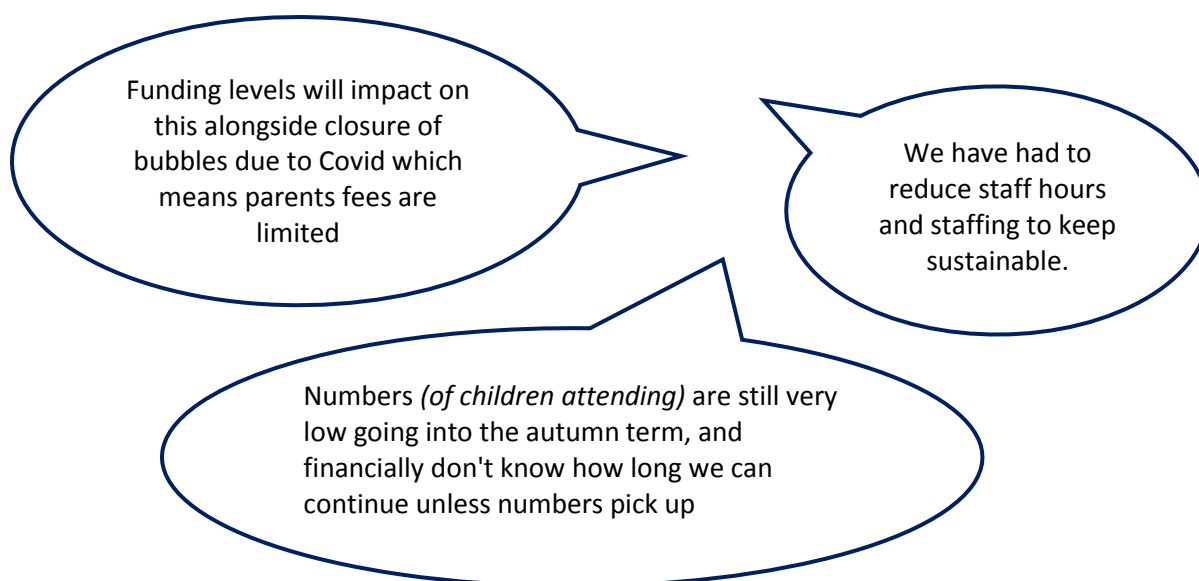 Funding levels will impact on
this alongside closure of
bubbles due to Covid which
means parents fees are
limited
We have had to
reduce staff hours
and staffing to keep
sustainable.
Numbers (of children attending) are still very
low going into the autumn term, and
financially don't know how long we can
continue unless numbers pick up